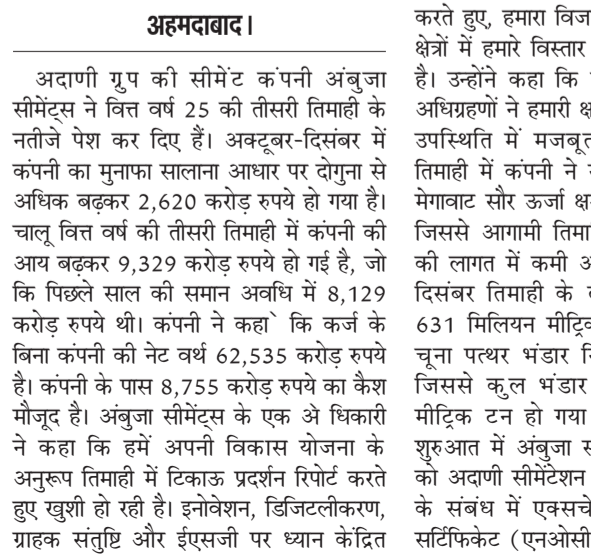 अहमदाबाद।
अदाणी ग्रुप की सीमेंट कंपनी अंबुजा
सीमेंट्स ने वित्त वर्ष 25 की तीसरी तिमाही के
नतीजे पेश कर दिए हैं। अक्टूबर-दिसंबर में
कंपनी का मुनाफा सालाना आधार पर दोगुना से
अधिक बढ़कर 2,620 करोड़ रुपये हो गया है।
चालू वित्त वर्ष की तीसरी तिमाही में कंपनी की
आय बढ़कर 9,329 करोड़ रुपये हो गई है, जो
कि पिछले साल की समान अवधि में 8,129
करोड़ रुपये थी। कंपनी ने कहा` कि कर्ज के
बिना कंपनी की नेट वर्थ 62,535 करोड़ रुपये
है। कंपनी के पास 8,755 करोड़ रुपये का कैश
मौजूद है। अंबुजा सीमेंट्स के एक अे धिकारी
ने कहा कि हमें अपनी विकास योजना के
अनुरूप तिमाही में टिकाऊ प्रदर्शन रिपोर्ट करते
हुए खुशी हो रही है। इनोवेशन, डिजिटलीकरण,
ग्राहक संतुष्टि और ईएसजी पर ध्यान केंद्रित
करते हुए, हमारा
क्षेत्रों में हमारे विस्तार
है। उन्होंने कहा कि
अधिग्रहणों ने हमारी
उपस्थिति में
तिमाही में कंपनी ने
मेगावाट सौर ऊर्जा
जिससे आगामी
की लागत में कमी
दिसंबर तिमाही के
631 मिलियन
चूना पत्थर भंडार
जिससे कुल भंडार
मीट्रिक टन हो गया
शुरुआत में अंबुजा
को अदाणी सीमेंटेशन
के संबंध में
सर्टिफिकेट (एनओसी